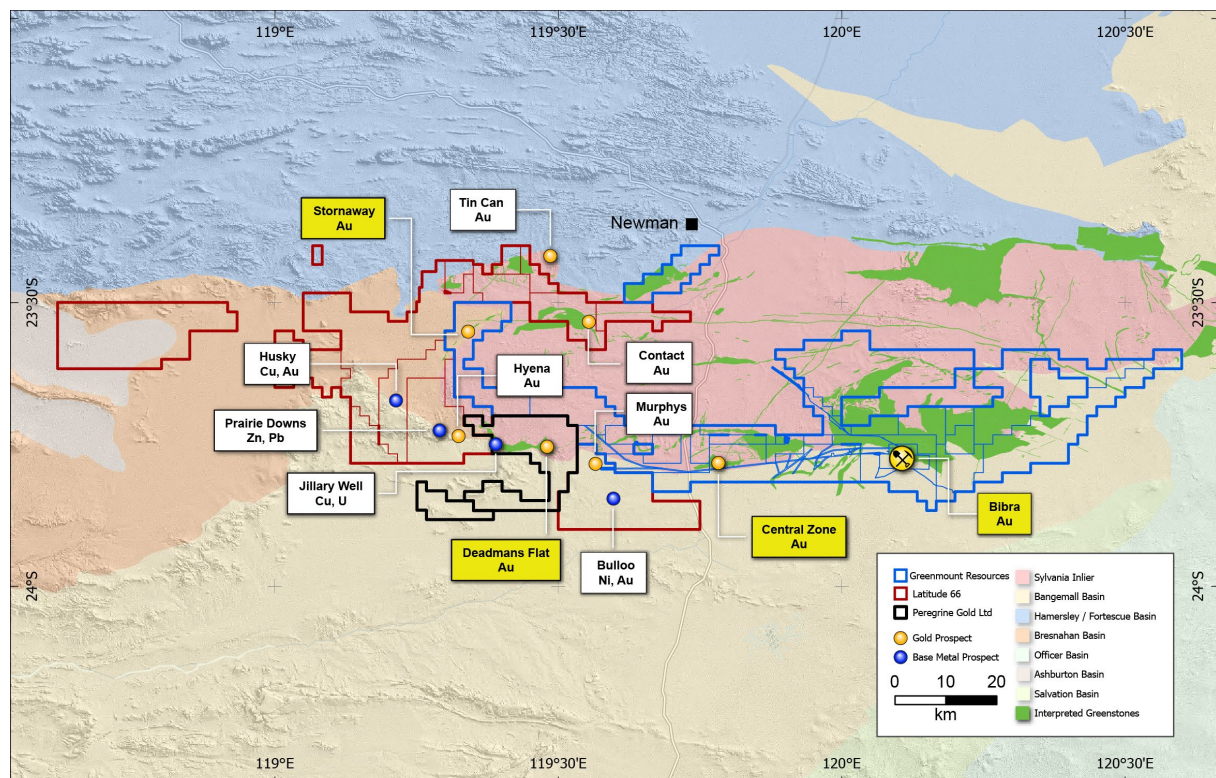 119°E
119°30'E
120°E
120°30'E
23°30'S
23°30'S
24°S
24°S
Tin Can
Au
Stornaway
Au
Newman
Husky
Cu, Au
Hyena
Au
Contact
Au
Murphys
Au
Prairie Downs
Zn, Pb
Jillary Well
Cu, U
Deadmans Flat
Au
Bulloo
Ni, Au
Central Zone
Au
Bibra
Au
Greenmount Resources
Latitude 66
Peregrine Gold Ltd
Gold Prospect
Base Metal Prospect
0 10 20
km
Sylvania Inlier
Bangemall Basin
Hamersley / Fortescue Basin
Bresnahan Basin
Officer Basin
Ashburton Basin
Salvation Basin
Interpreted Greenstones
119°E
119°30'E
120°E
120°30'E